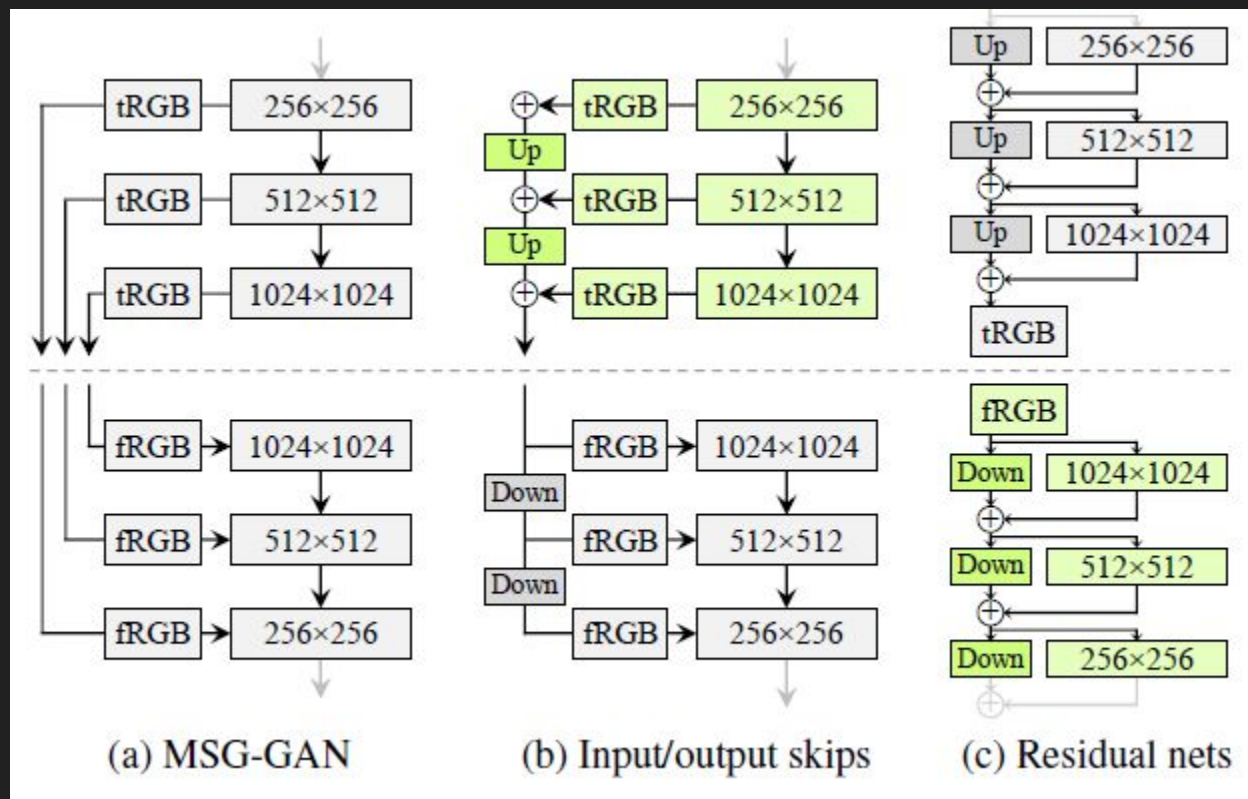 tRGB 256×256
tRGB 512×512
tRGB 1024×1024
fRGB 1024×1024
fRGB 512×512
fRGB 256×256
(a) MSG-GAN
tRGB 256×256
Up
tRGB 512×512
Up
tRGB 1024×1024
fRGB 1024×1024
Down
fRGB 512×512
Down
fRGB 256×256
(b) Input/output skips
Up 256×256
Up 512×512
Up 1024×1024
tRGB
fRGB
Down 1024×1024
Down 512×512
Down 256×256
(c) Residual nets